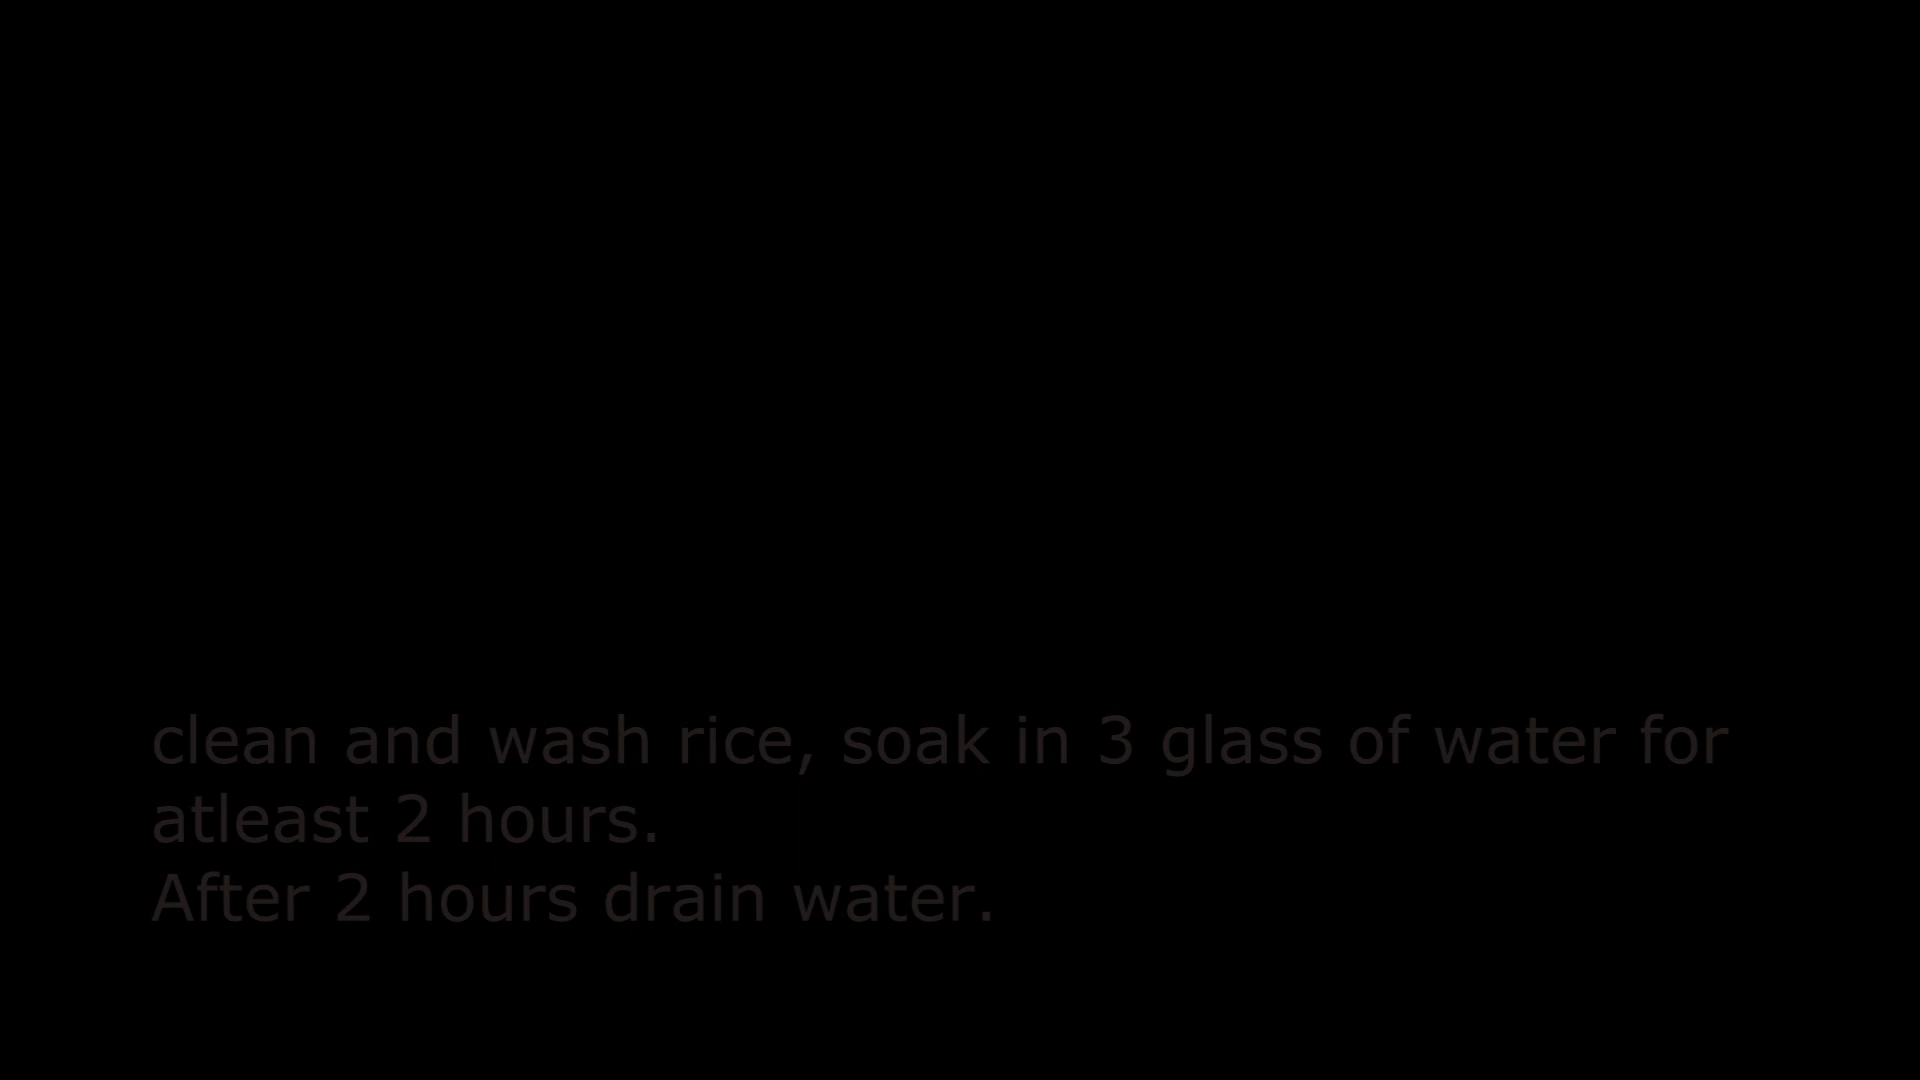 clean and wash rice, soak in 3 glass of water for
atleast 2 hours.
After 2 hours drain water.